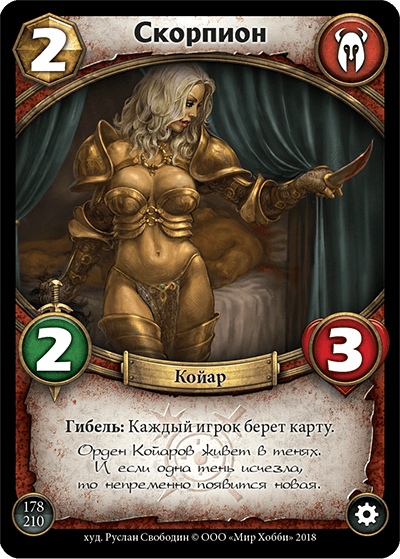 2
Скорпион
2
3
Койар
Гибель: Каждый игрок берет карту.
Орден Койаров живет в тенях.
И если одна тень исчезла,
то непременно появится новая.
178
210
худ. Руслан Свободин © ООО «Мир Хобби» 2018